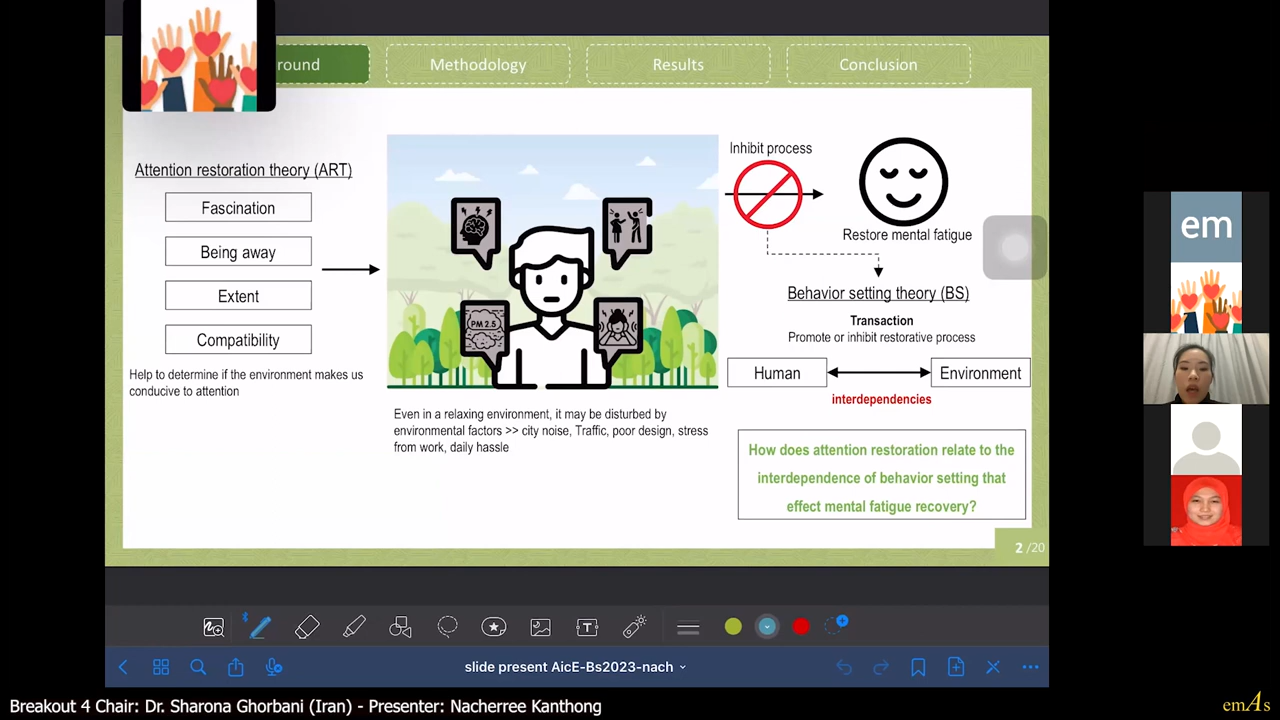 round
Methodology
Results
Conclusion
Attention restoration theory (ART)
Fascination
Being away
Extent
Compatibility
Help to determine if the environment makes us
conducive to attention
PM 2.5
Even in a relaxing environment, it may be disturbed by
environmental factors >> city noise, Traffic, poor design, stress
from work, daily hassle
Inhibit process
Restore mental fatigue
Behavior setting theory (BS)
Transaction
Promote or inhibit restorative process
Human
Environment
interdependencies
How does attention restoration relate to the
interdependence of behavior setting that
effect mental fatigue recovery?
2 /20
em
T
slide present AicE-Bs2023-nach
Breakout 4 Chair: Dr. Sharona Ghorbani (Iran) - Presenter: Nacherree Kanthong
emAs